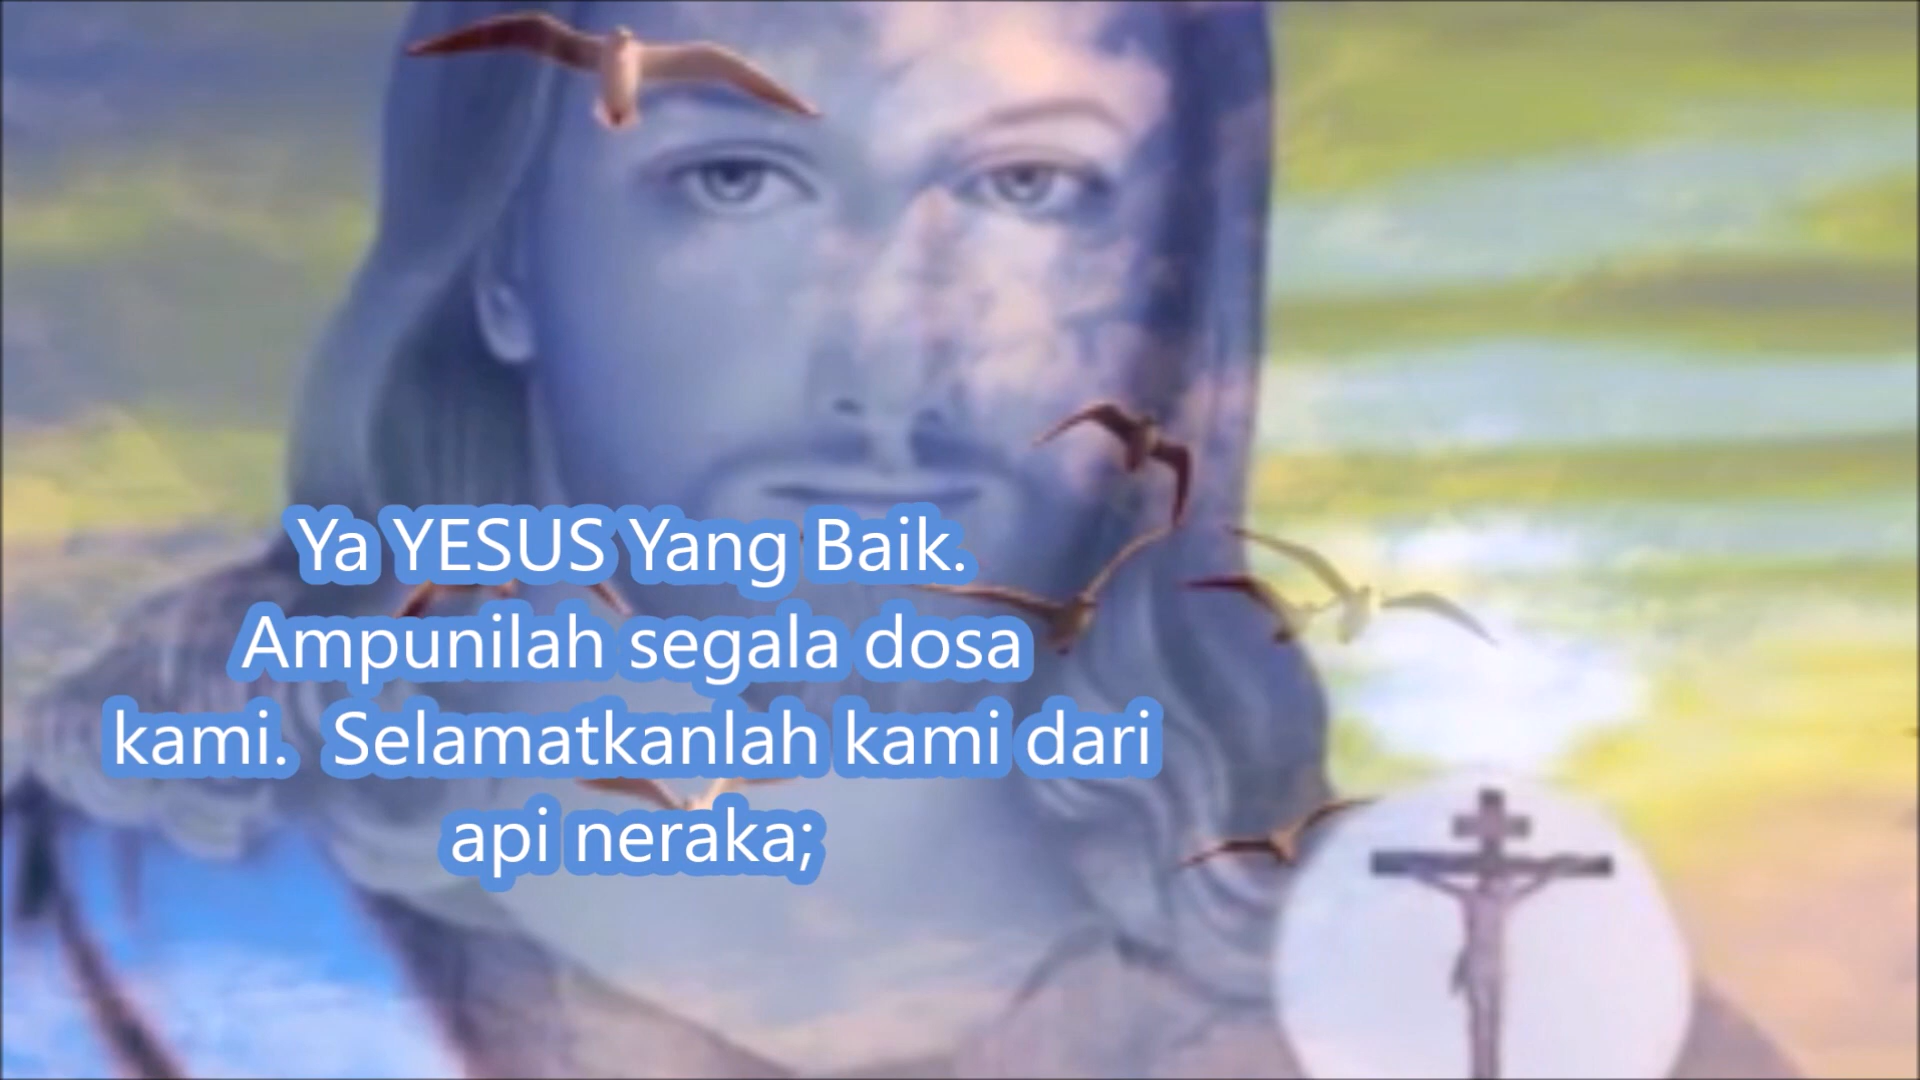 Ya YESUS Yang Baik.
Ampunilah segala dosa
kami.  Selamatkanlah kami dari
api neraka;